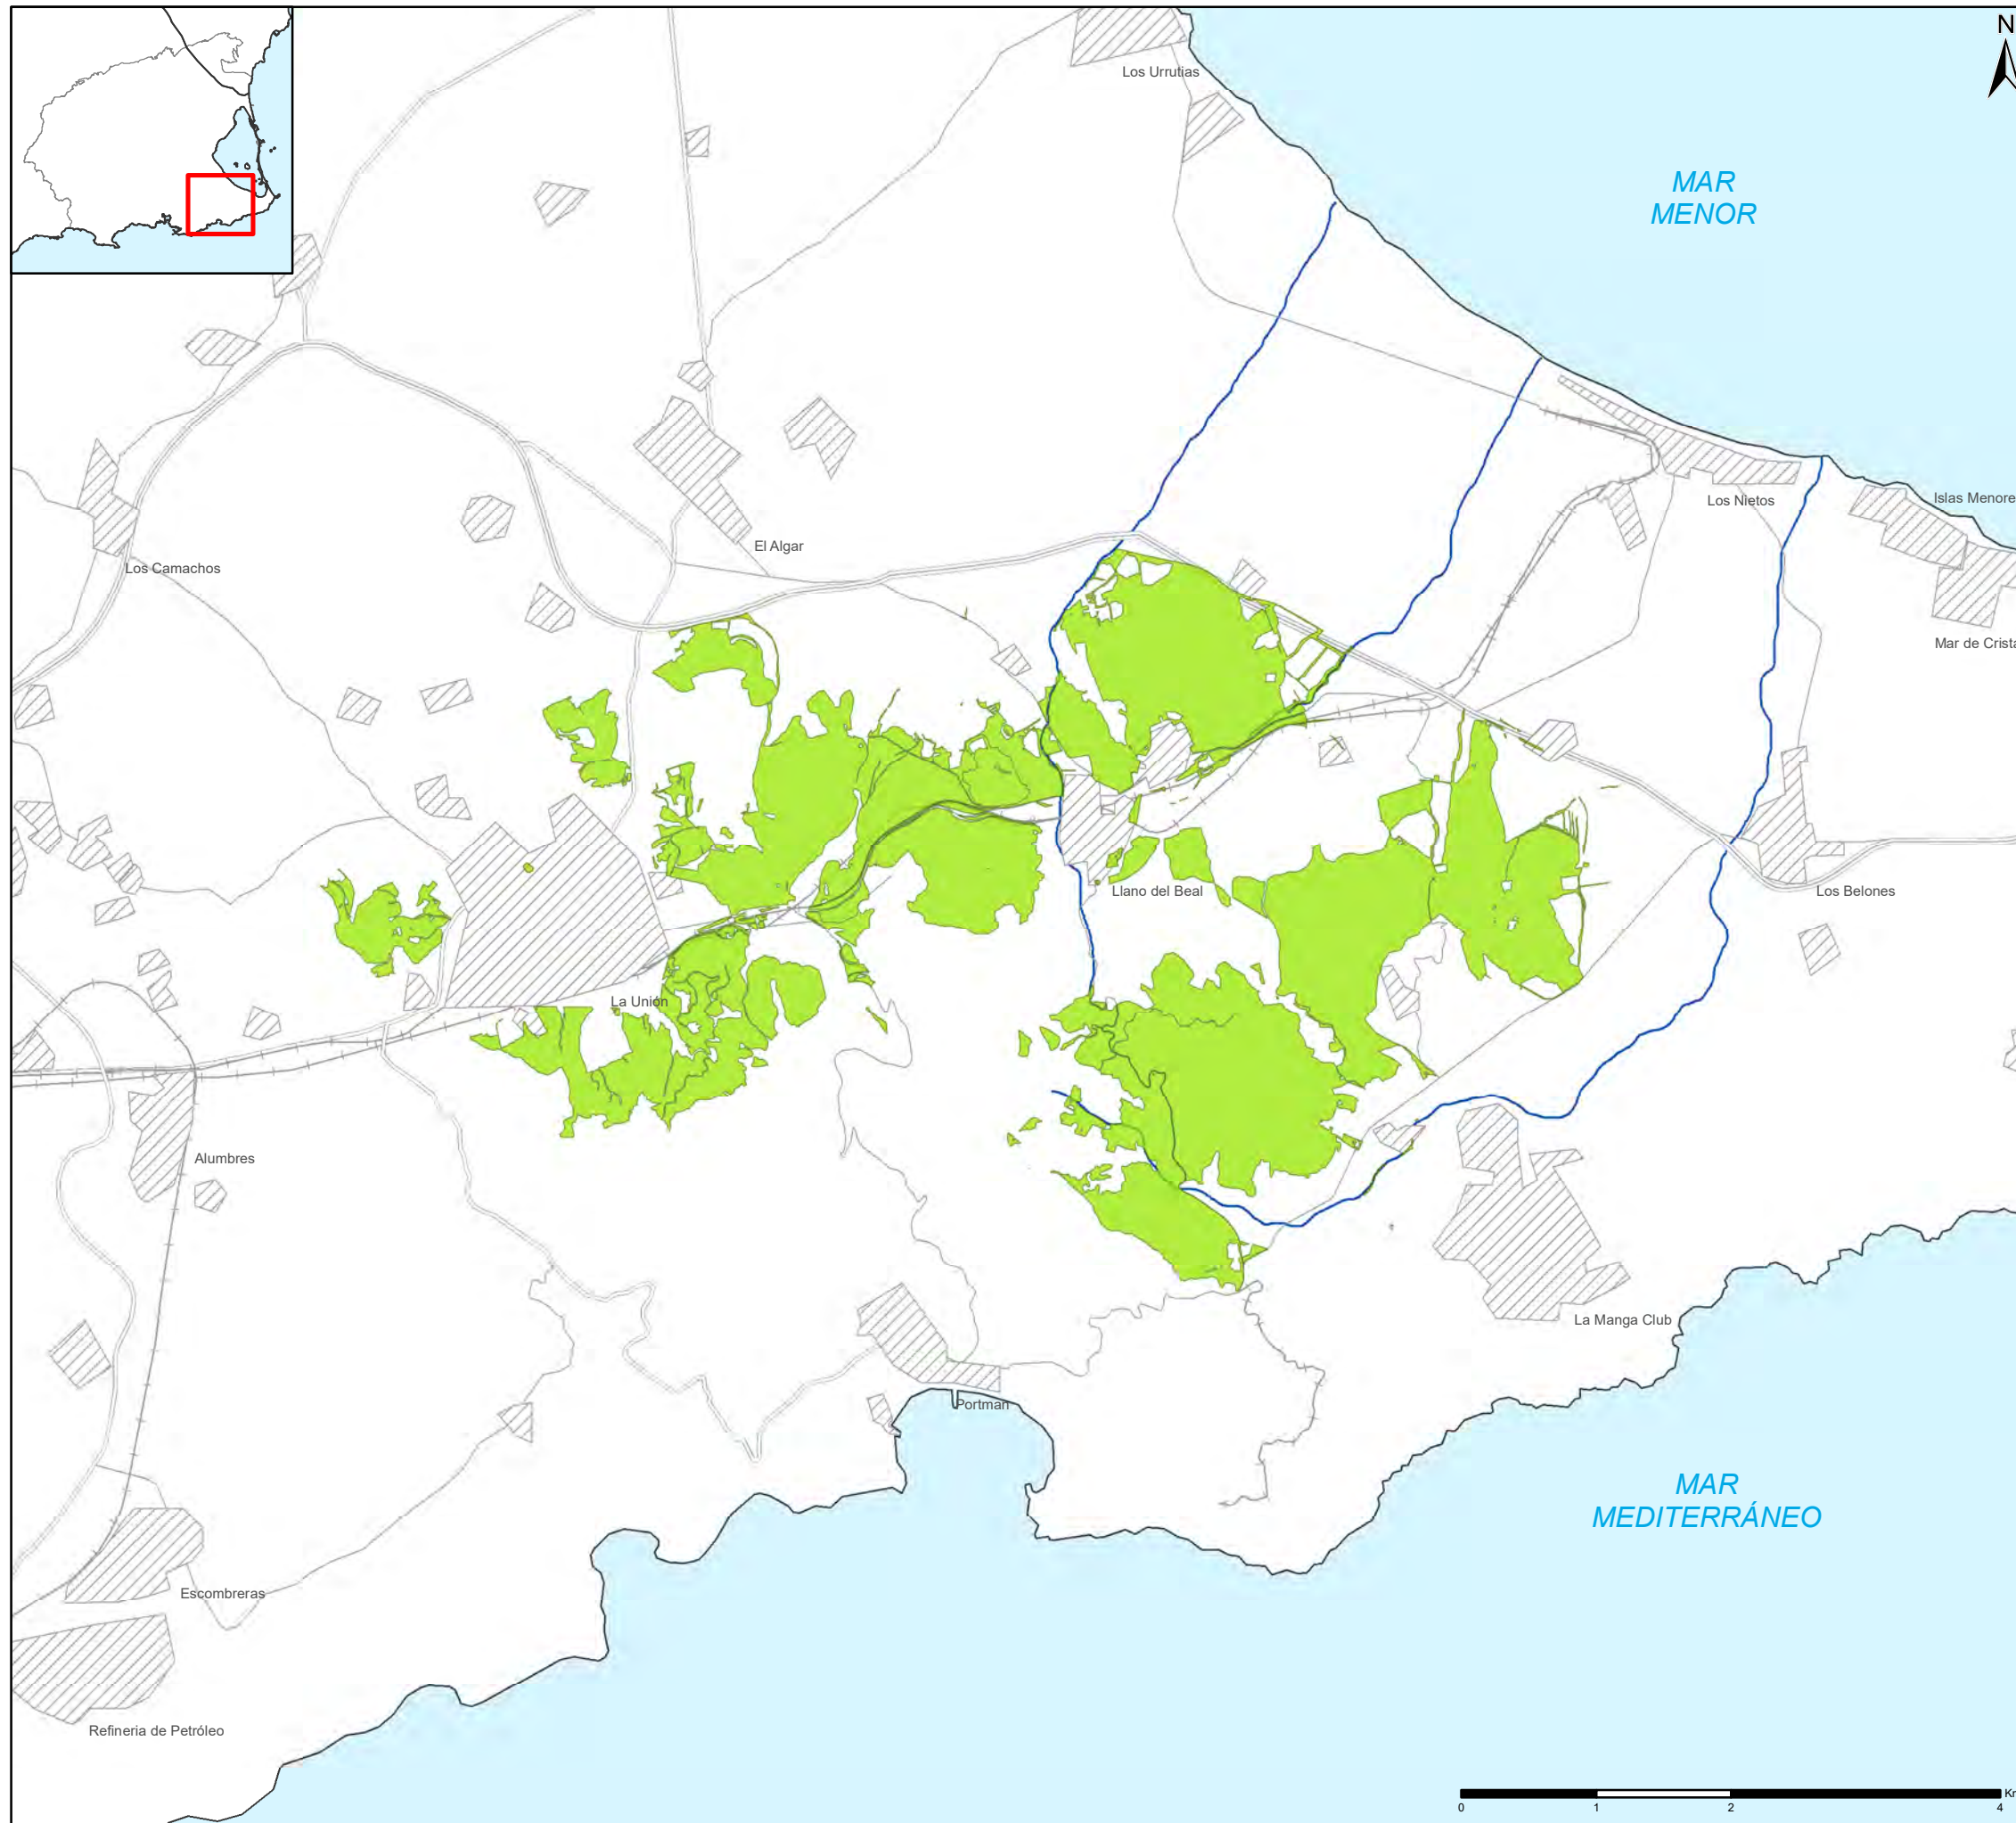 N
Los Urrutias
MAR
MENOR
Los Nietos
Islas Menore
El Algar
Los Camachos
Mar de Crista
Llano del Beal
Los Belones
La Unión
Alumbres
La Manga Club
Portman
MAR
MEDITERRÁNEO
Escombreras
Refineria de Petróleo
0 1 2 4